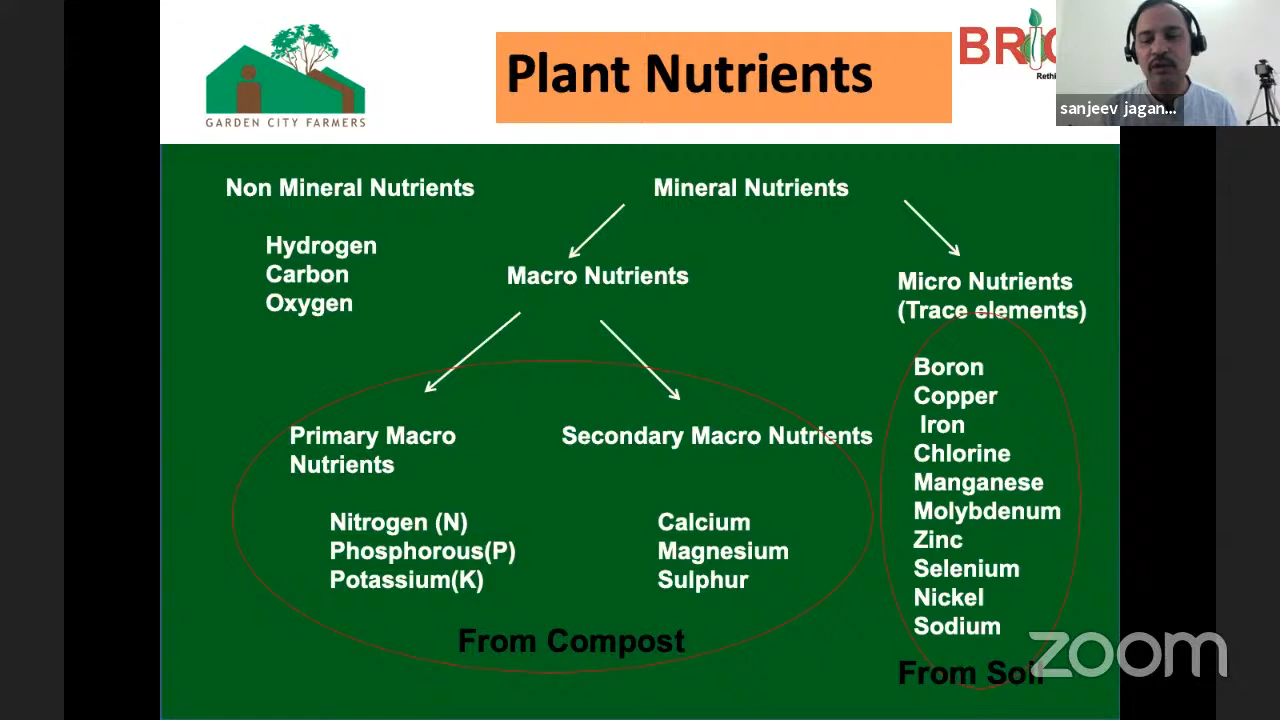 GARDEN CITY FARMERS
Plant Nutrients
sanjeev jagan...
Non Mineral Nutrients
Hydrogen
Carbon
Oxygen
Mineral Nutrients
Macro Nutrients
Primary Macro
Nutrients
Nitrogen (N)
Phosphorous(P)
Potassium(K)
Secondary Macro Nutrients
Calcium
Magnesium
Sulphur
From Compost
Micro Nutrients
(Trace elements)
Boron
Copper
Iron
Chlorine
Manganese
Molybdenum
Zinc
Selenium
Nickel
Sodium
From Soil
zoom